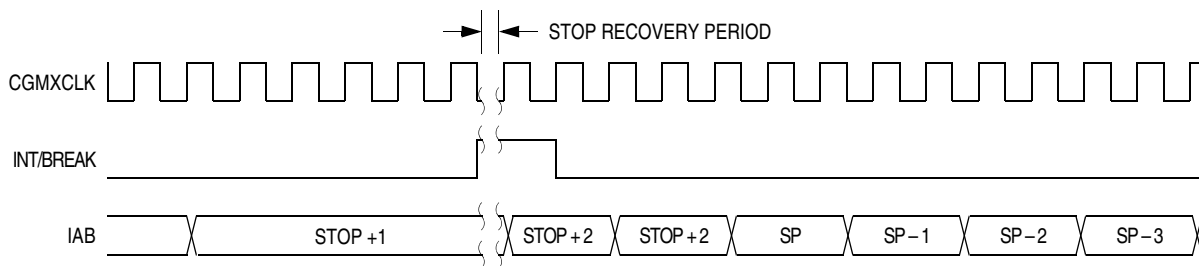 STOP RECOVERY PERIOD
CGMXCLK
INT/BREAK
IAB STOP +1 STOP + 2 STOP + 2 SP SP – 1 SP – 2 SP – 3